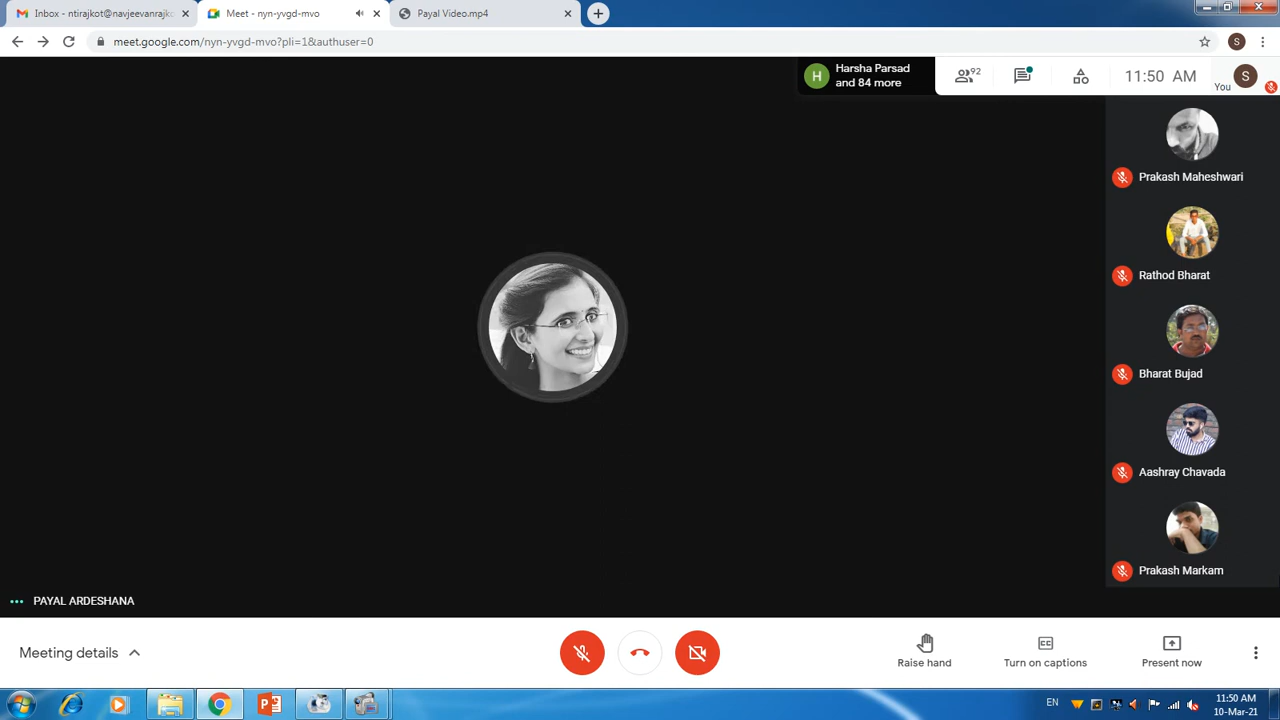 Inbox - ntirajkot@navjeevanrajko
Meet - nyn-yvgd-mvo
Payal Video.mp4
meet.google.com/nyn-yvgd-mvo?pli=1&authuser=0
S
H
Harsha Parsad
and 84 more
92
11:50 AM
You
S
Prakash Maheshwari
Rathod Bharat
Bharat Bujad
Aashray Chavada
Prakash Markam
PAYAL ARDESHANA
Meeting details
Raise hand
CC
Turn on captions
Present now
EN
11:50 AM
10-Mar-21